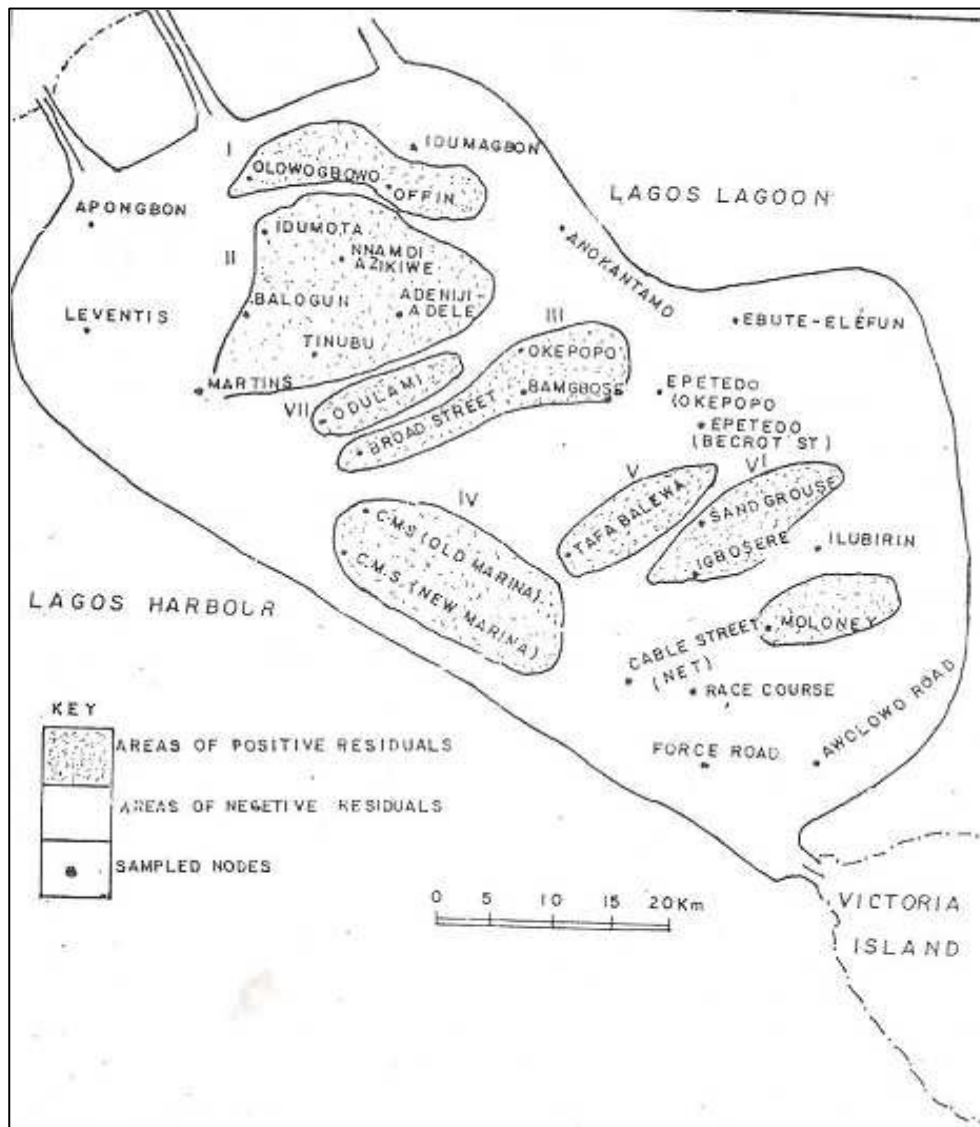 I
IDUMAGBON
OLOWOGBOWO
OFFIN
LAGOS LAGOON
APONGBON
IDUMOTA
ANOKANTAMO
II
NNAMDI
AZIKIWE
BALOGUN
ADENIJI-
ADELE
III
LEVENTIS
EBUTE-ELEFUN
TINUBU
OKEPOPO
MARTINS
VII
ODULAMI
BAMGBOSE
EPETEDO
(OKEPOPO
BROAD STREET
EPETEDO
(BECROT ST)
IV
V
VI
C.M.S (OLD MARINA)
TAFA BALEWA
SAND GROUSE
C.M.S. (NEW MARINA)
IGBOSERE
ILUBIRIN
LAGOS HARBOUR
CABLE STREET
(NET)
MOLONEY
RACE COURSE
KEY
AREAS OF POSITIVE RESIDUALS
FORCE ROAD
AWOLOWO ROAD
AREAS OF NEGETIVE RESIDUALS
SAMPLED NODES
0 5 10 15 20 Km
VICTORIA
ISLAND